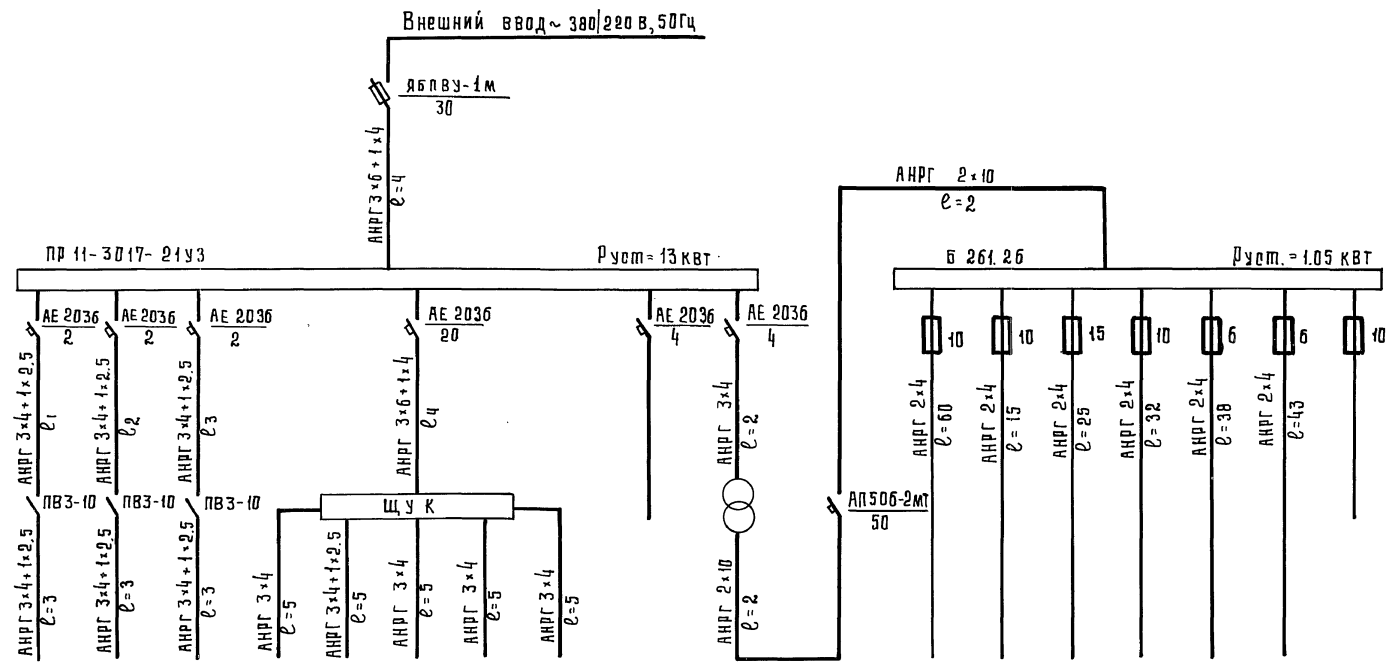 Внешний ввод ~ 380/220 В, 50Гц
ЯБПВУ-1м
30
АНРГ 3×6+1×4
ℓ=4
АНРГ 2×10
ℓ=2
ПР 11-3017-21У3
Руст=13 квт
Б 261.26
Руст.=1.05 квт
АЕ 2036
2
АЕ 2036
2
АЕ 2036
2
АЕ 2036
20
АЕ 2036
4
АЕ 2036
4
10
10
15
10
6
6
10
АНРГ 3×4+1×2.5
ℓ1
АНРГ 3×4+1×2.5
ℓ2
АНРГ 3×4+1×2.5
ℓ3
АНРГ 3×6+1×4
ℓ4
АНРГ 3×4
ℓ=2
АНРГ 2×4
ℓ=60
АНРГ 2×4
ℓ=15
АНРГ 2×4
ℓ=25
АНРГ 2×4
ℓ=32
АНРГ 2×4
ℓ=38
АНРГ 2×4
ℓ=43
ПВ3-10
ПВ3-10
ПВ3-10
ЩУК
АП50б-2мт
50
АНРГ 3×4+1×2.5
ℓ=3
АНРГ 3×4+1×2.5
ℓ=3
АНРГ 3×4+1×2.5
ℓ=3
АНРГ 3×4
ℓ=5
АНРГ 3×4+1×2.5
ℓ=5
АНРГ 3×4
ℓ=5
АНРГ 3×4
ℓ=5
АНРГ 3×4
ℓ=5
АНРГ 2×10
ℓ=2